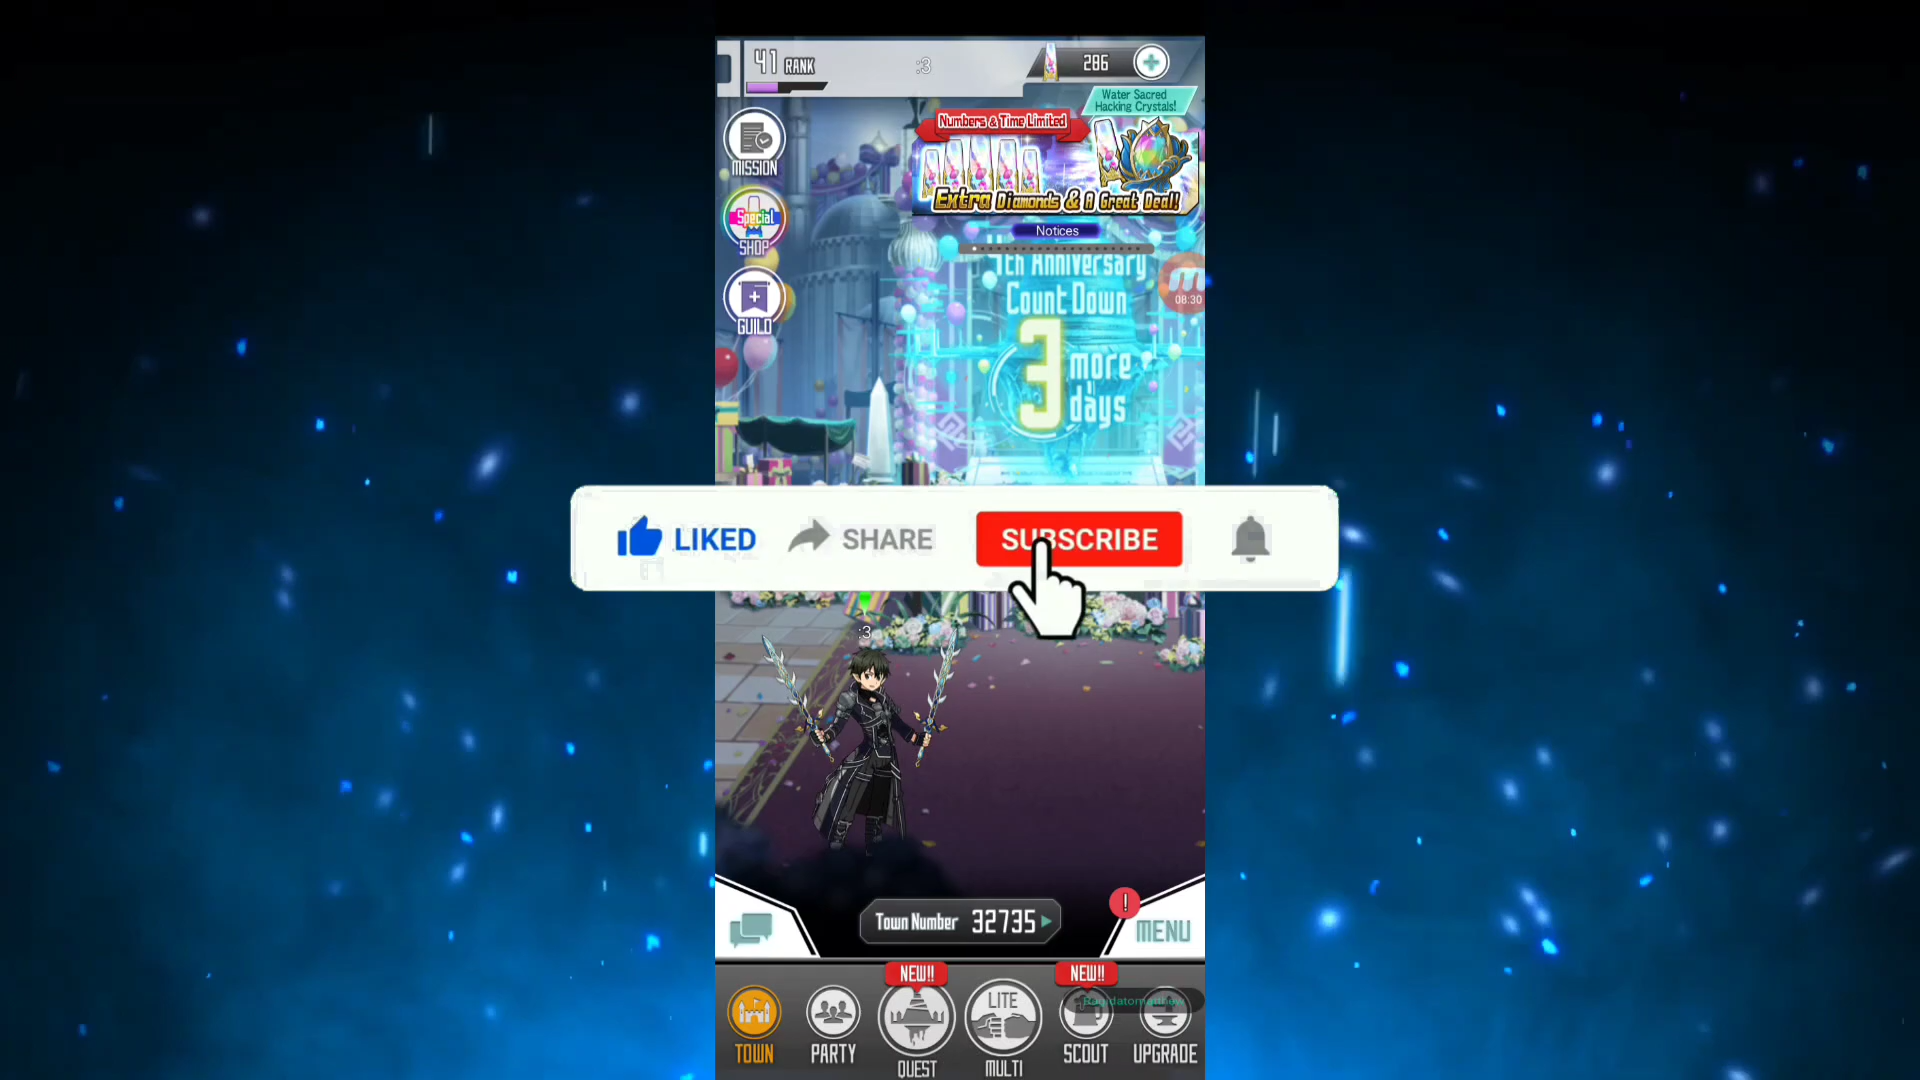 41 RANK
:3
286
Water Sacred
Hacking Crystals!
Numbers & Time Limited
Extra Diamonds & A Great Deal!
Notices
MISSION
Special
SHOP
GUILD
4th Anniversary
Count Down
3 more
days
08:30
LIKED
SHARE
SUBSCRIBE
:3
Town Number 32735
!
MENU
NEW!!
NEW!!
LITE
Ragidatomatthew
TOWN
PARTY
QUEST
MULTI
SCOUT
UPGRADE